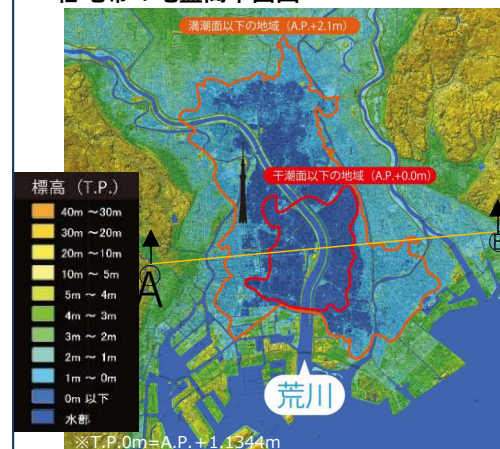 満潮面以下の地域（A.P.+2.1m）
干潮面以下の地域（A.P.+0.0m）
標高（T.P.）
40m ～30m
30m ～20m
20m ～10m
10m ～ 5m
5m ～ 4m
4m ～ 3m
3m ～ 2m
2m ～ 1m
1m ～ 0m
0m 以下
水部
A
B
荒川
※T.P.0m=A.P.+1.1344m